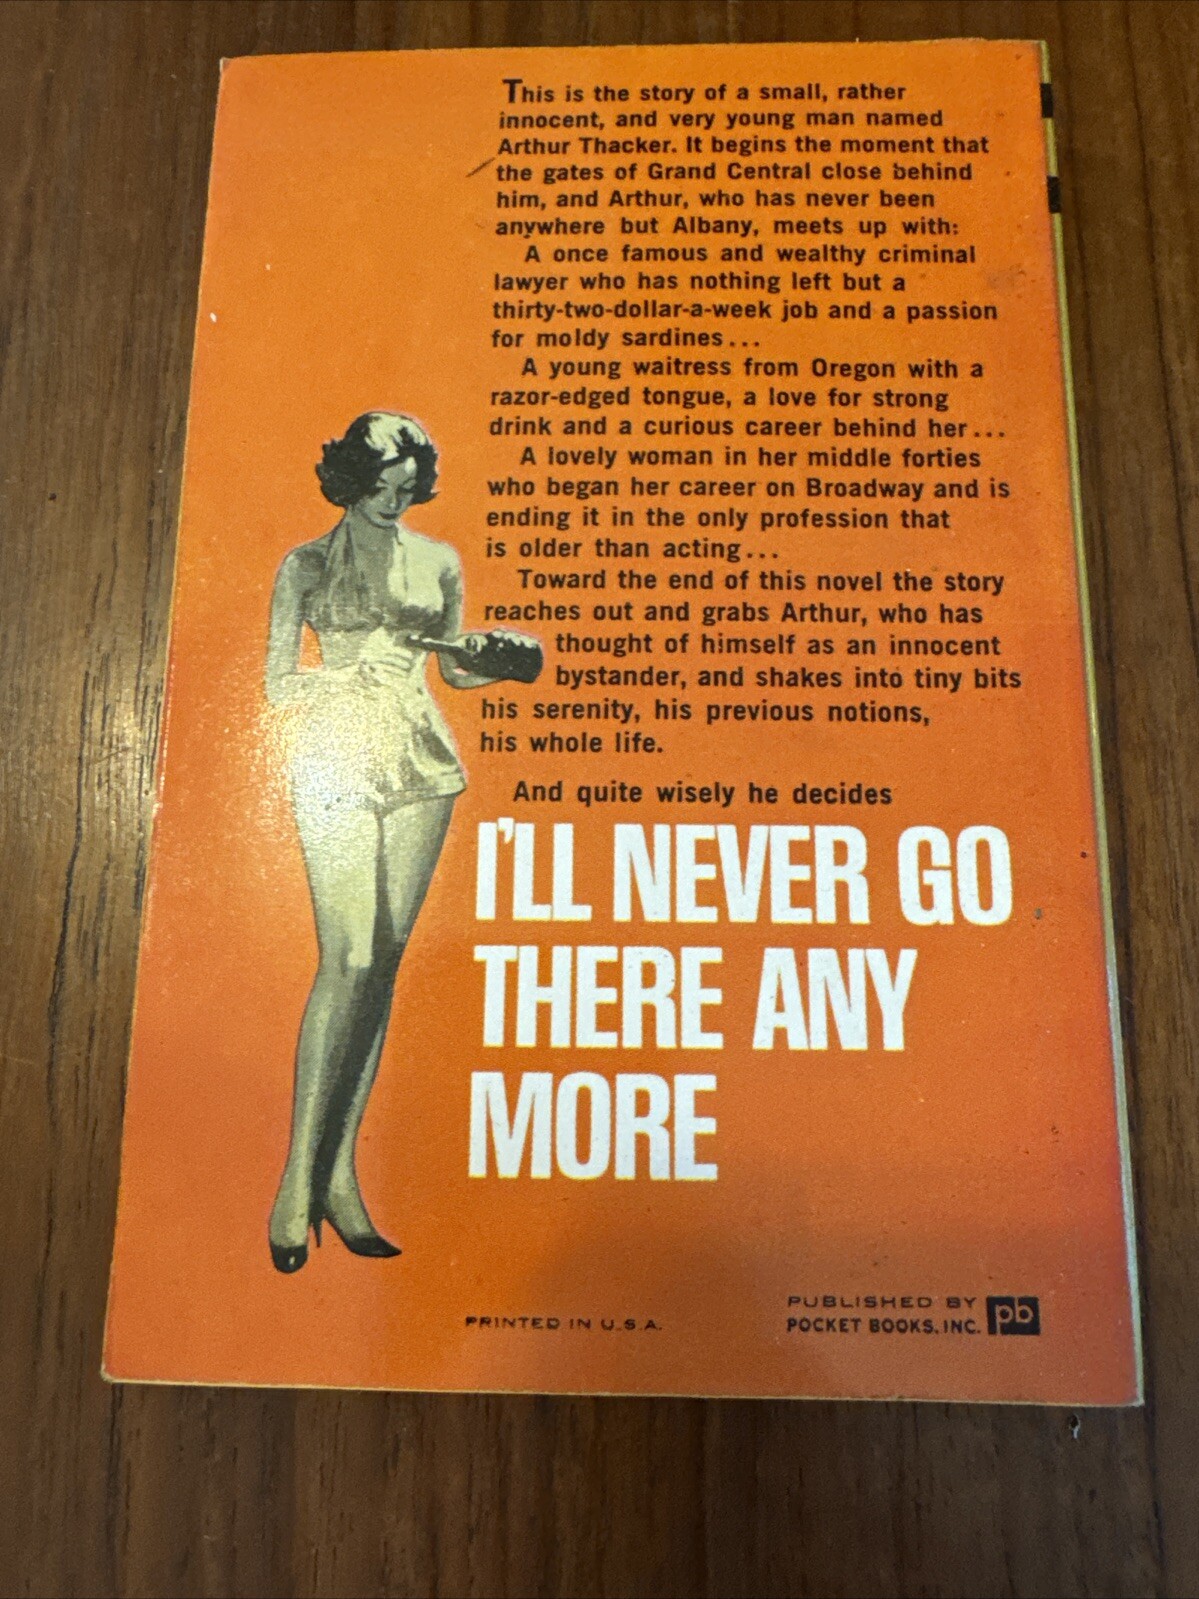 This is the story of a small, rather
innocent, and very young man named
Arthur Thacker. It begins the moment that
the gates of Grand Central close behind
him, and Arthur, who has never been
anywhere but Albany, meets up with:
A once famous and wealthy criminal
lawyer who has nothing left but a
thirty-two-dollar-a-week job and a passion
for moldy sardines...
A young waitress from Oregon with a
razor-edged tongue, a love for strong
drink and a curious career behind her...
A lovely woman in her middle forties
who began her career on Broadway and is
ending it in the only profession that
is older than acting...
Toward the end of this novel the story
reaches out and grabs Arthur, who has
thought of himself as an innocent
bystander, and shakes into tiny bits
his serenity, his previous notions,
his whole life.
And quite wisely he decides
I'LL NEVER GO
THERE ANY
MORE
PRINTED IN U.S.A.
PUBLISHED BY
POCKET BOOKS, INC.
pb